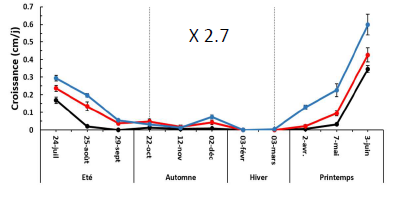 X 2.7
Croissance (cm/j)
0.7
0.6
0.5
0.4
0.3
0.2
0.1
0
24-juil
25-août
29-sept
22-oct
12-nov
02-déc
03-févr
03-mars
2-avr.
7-mai
3-juin
Eté
Automne
Hiver
Printemps